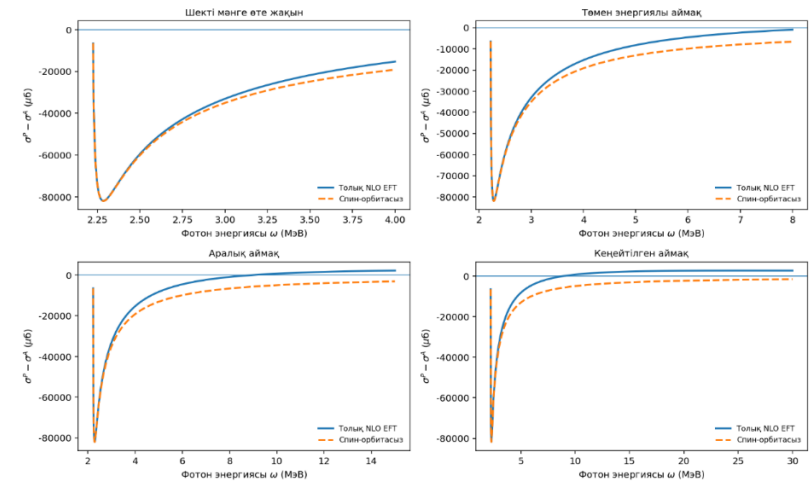 Шекті мәнге өте жақын
0
-20000
-40000
-60000
-80000
σᴾ − σᴬ (μб)
Толық NLO EFT
Спин-орбитасыз
2.25 2.50 2.75 3.00 3.25 3.50 3.75 4.00
Фотон энергиясы ω (МэВ)
Төмен энергиялы аймақ
0
-10000
-20000
-30000
-40000
-50000
-60000
-70000
-80000
σᴾ − σᴬ (μб)
Толық NLO EFT
Спин-орбитасыз
2 3 4 5 6 7 8
Фотон энергиясы ω (МэВ)
Аралық аймақ
0
-20000
-40000
-60000
-80000
σᴾ − σᴬ (μб)
Толық NLO EFT
Спин-орбитасыз
2 4 6 8 10 12 14
Фотон энергиясы ω (МэВ)
Кеңейтілген аймақ
0
-20000
-40000
-60000
-80000
σᴾ − σᴬ (μб)
Толық NLO EFT
Спин-орбитасыз
5 10 15 20 25 30
Фотон энергиясы ω (МэВ)